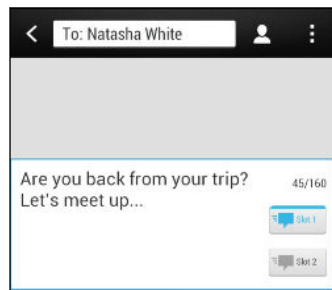 To: Natasha White
Are you back from your trip?
Let's meet up...
45/160
Slot 1
Slot 2